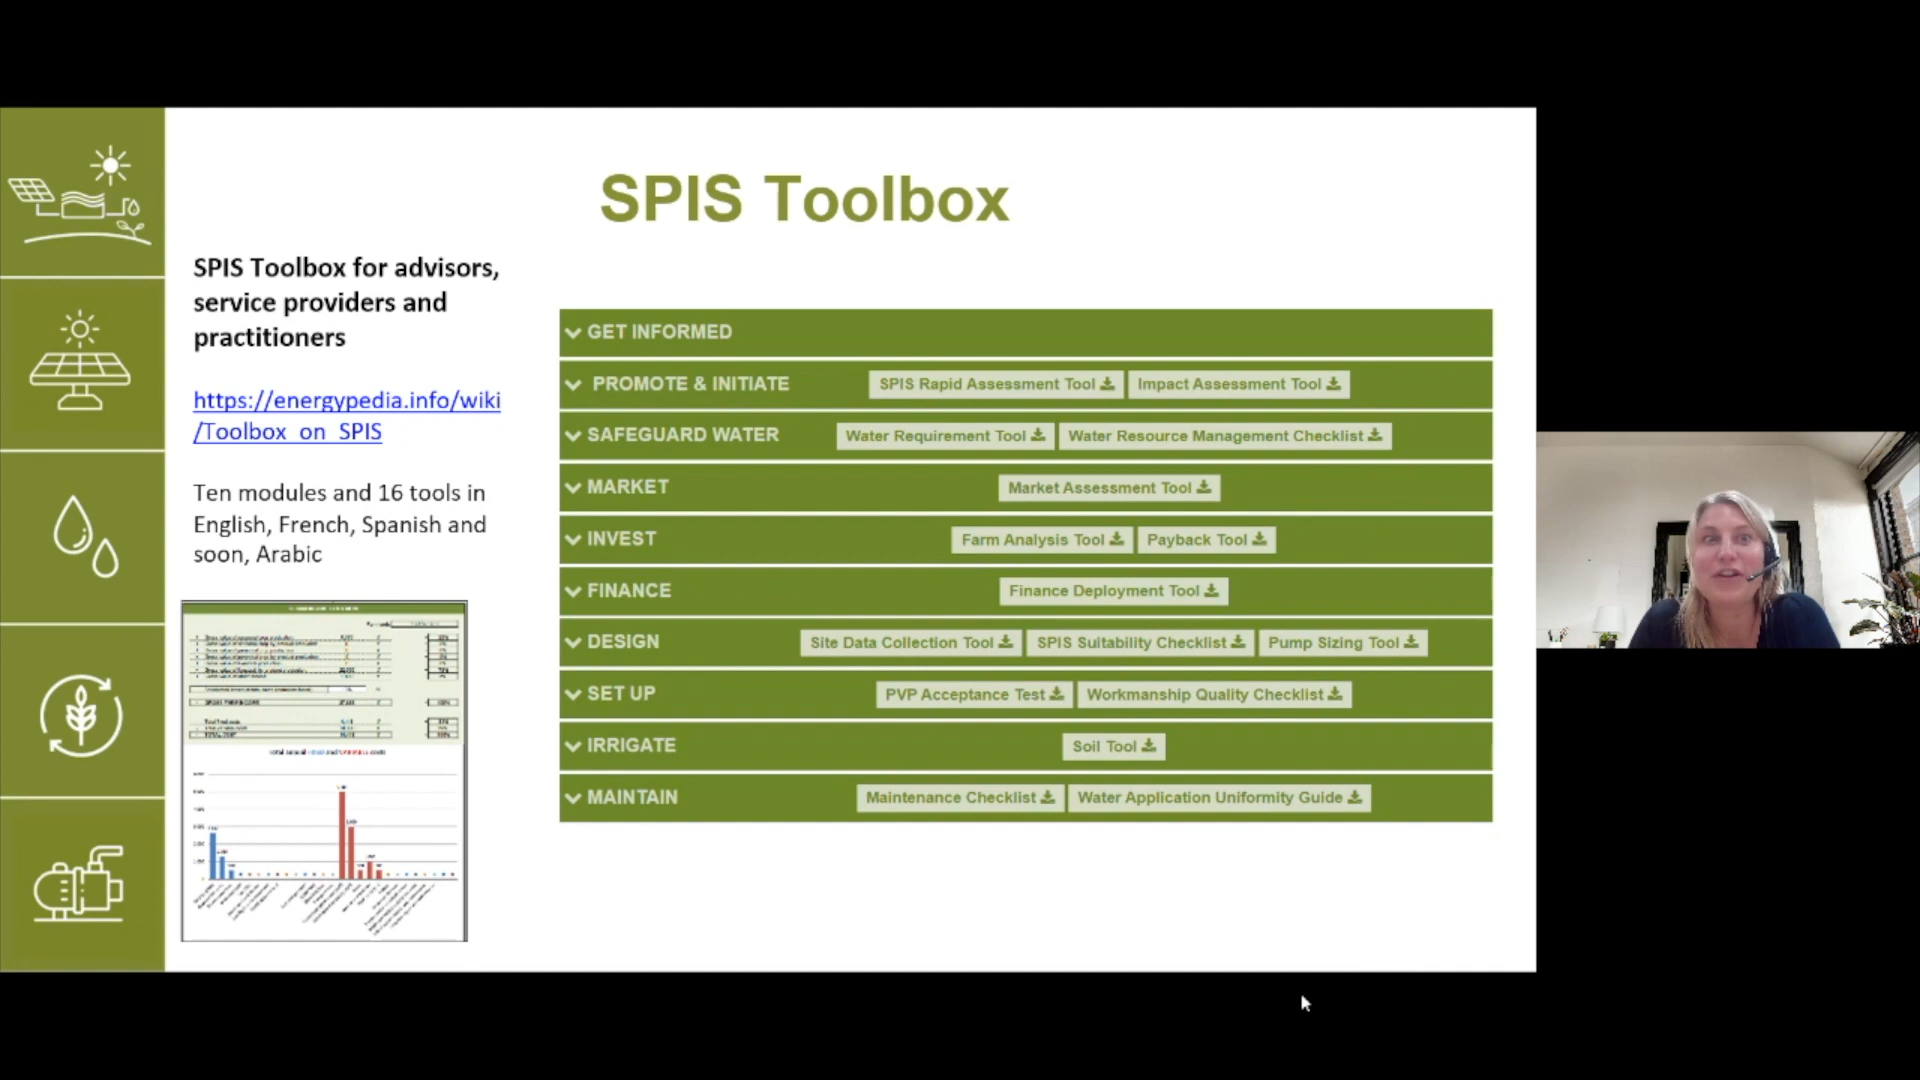 SPIS Toolbox
SPIS Toolbox for advisors,
service providers and
practitioners
https://energypedia.info/wiki
/Toolbox_on_SPIS
Ten modules and 16 tools in
English, French, Spanish and
soon, Arabic
GET INFORMED
PROMOTE & INITIATE SPIS Rapid Assessment Tool Impact Assessment Tool
SAFEGUARD WATER Water Requirement Tool Water Resource Management Checklist
MARKET Market Assessment Tool
INVEST Farm Analysis Tool Payback Tool
FINANCE Finance Deployment Tool
DESIGN Site Data Collection Tool SPIS Suitability Checklist Pump Sizing Tool
SET UP PVP Acceptance Test Workmanship Quality Checklist
IRRIGATE Soil Tool
MAINTAIN Maintenance Checklist Water Application Uniformity Guide